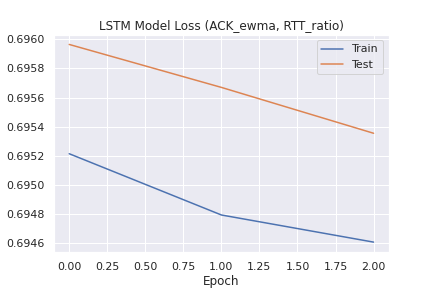 LSTM Model Loss (ACK_ewma, RTT_ratio)
0.6960
0.6958
0.6956
0.6954
0.6952
0.6950
0.6948
0.6946
Train
Test
0.00 0.25 0.50 0.75 1.00 1.25 1.50 1.75 2.00
Epoch